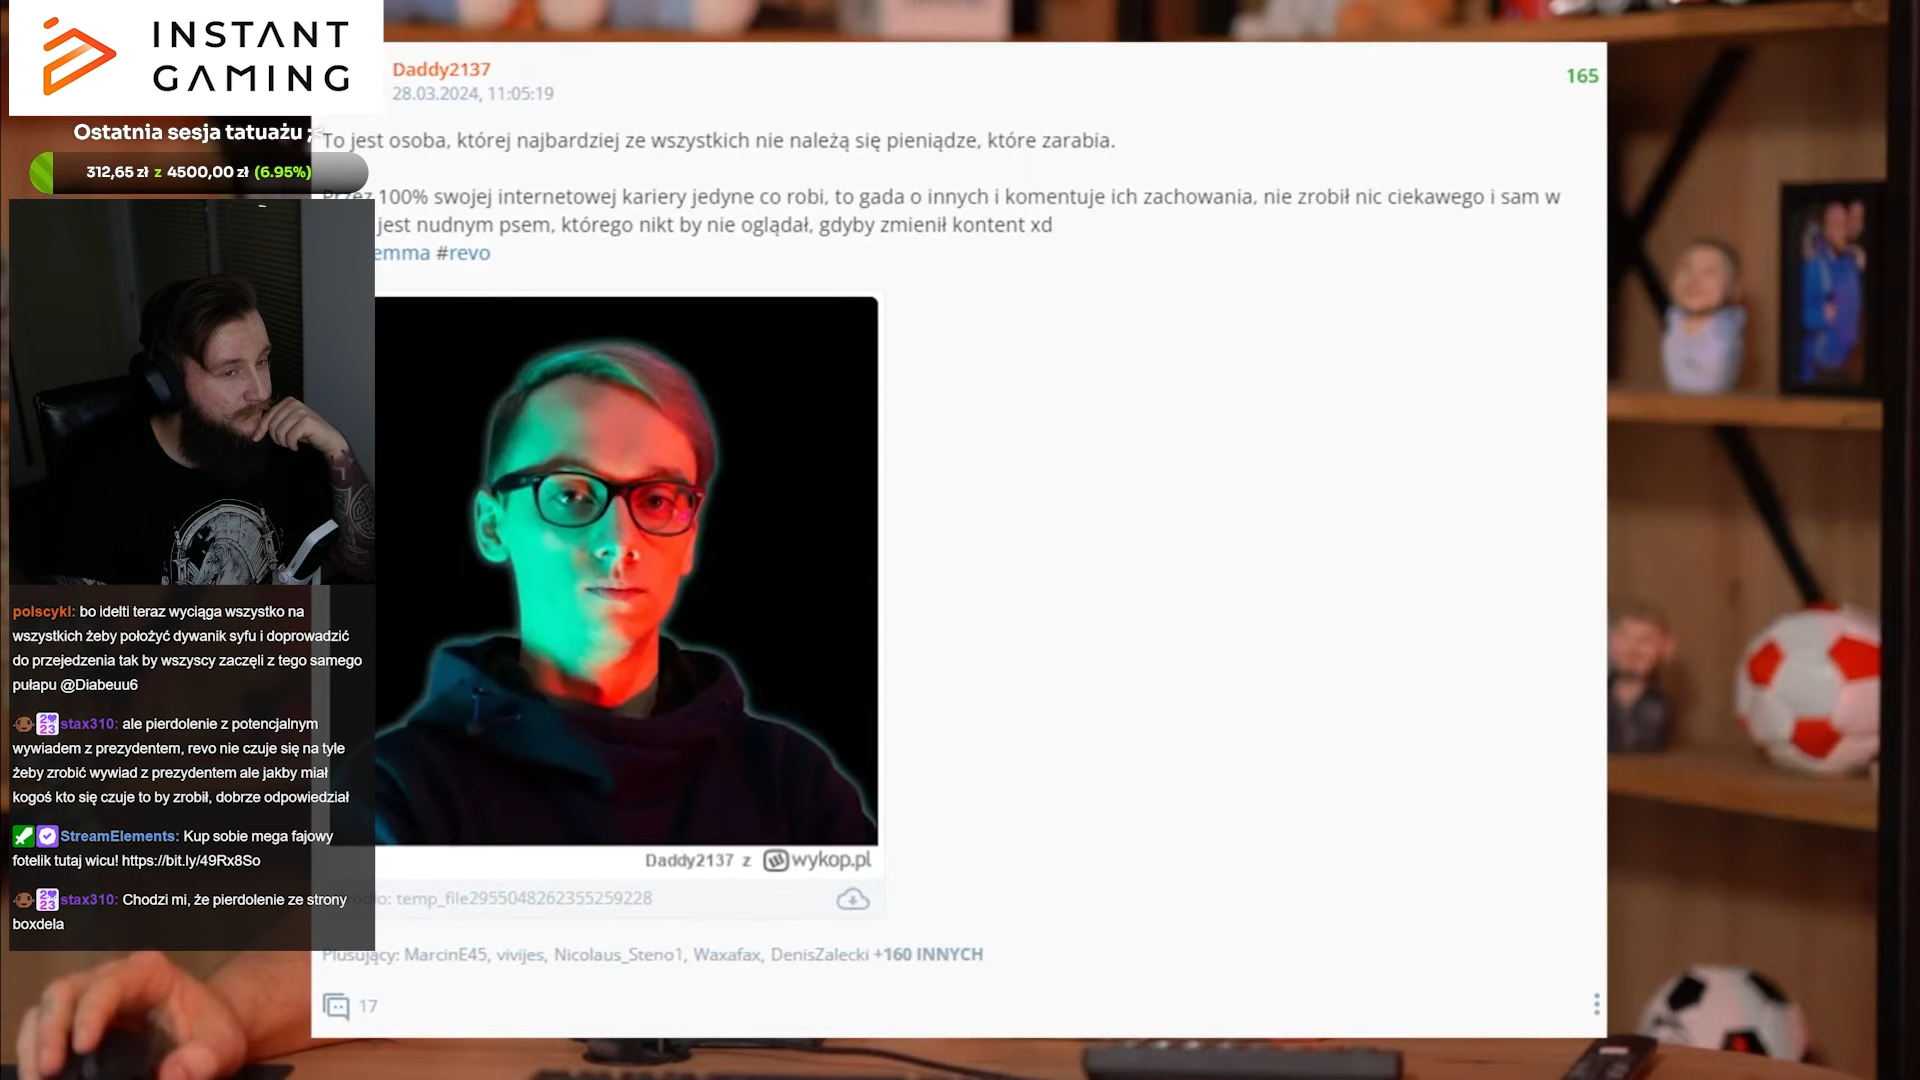 INSTANT
GAMING
Ostatnia sesja tatuażu ;<
312,65 zł z 4500,00 zł (6.95%)
Daddy2137
28.03.2024, 11:05:19
165
To jest osoba, której najbardziej ze wszystkich nie należą się pieniądze, które zarabia.
Przez 100% swojej internetowej kariery jedyne co robi, to gada o innych i komentuje ich zachowania, nie zrobił nic ciekawego i sam w
jest nudnym psem, którego nikt by nie oglądał, gdyby zmienił kontent xd
emma #revo
Daddy2137 z wykop.pl
temp_file2955048262355259228
Plusujący: MarcinE45, vivijes, Nicolaus_Steno1, Waxafax, DenisZalecki +160 INNYCH
17
polscykl: bo idelti teraz wyciąga wszystko na
wszystkich żeby położyć dywanik syfu i doprowadzić
do przejedzenia tak by wszyscy zaczęli z tego samego
pułapu @Diabeuu6
stax310: ale pierdolenie z potencjalnym
wywiadem z prezydentem, revo nie czuje się na tyle
żeby zrobić wywiad z prezydentem ale jakby miał
kogoś kto się czuje to by zrobił, dobrze odpowiedział
StreamElements: Kup sobie mega fajowy
fotelik tutaj wicu! https://bit.ly/49Rx8So
stax310: Chodzi mi, że pierdolenie ze strony
boxdela